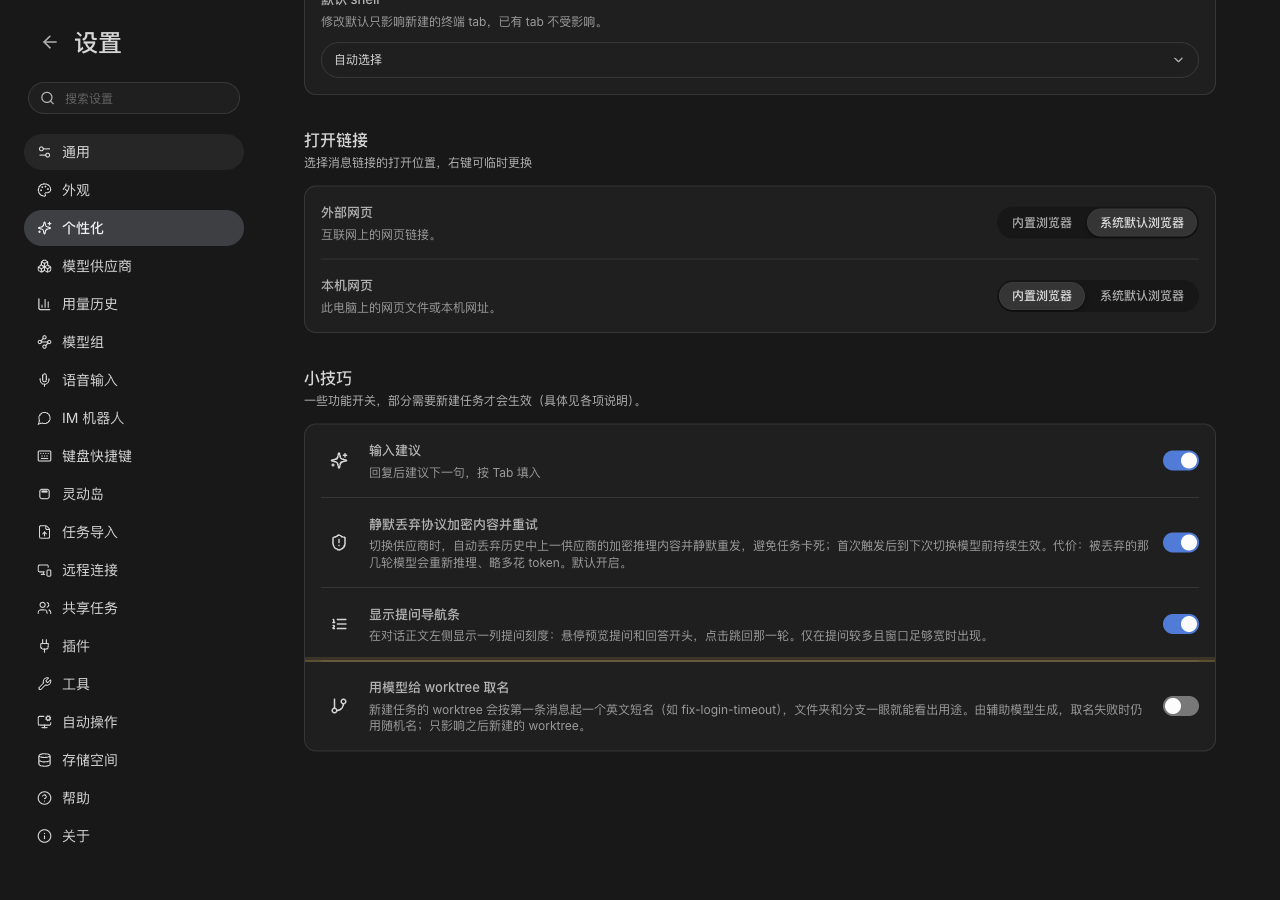 设置
搜索设置
通用
外观
个性化
模型供应商
用量历史
模型组
语音输入
IM 机器人
键盘快捷键
灵动岛
任务导入
远程连接
共享任务
插件
工具
自动操作
存储空间
帮助
关于
默认 shell
修改默认只影响新建的终端 tab，已有 tab 不受影响。
自动选择
打开链接
选择消息链接的打开位置，右键可临时更换
外部网页
互联网上的网页链接。
内置浏览器 系统默认浏览器
本机网页
此电脑上的网页文件或本机网址。
内置浏览器 系统默认浏览器
小技巧
一些功能开关，部分需要新建任务才会生效（具体见各项说明）。
输入建议
回复后建议下一句，按 Tab 填入
静默丢弃协议加密内容并重试
切换供应商时，自动丢弃历史中上一供应商的加密推理内容并静默重发，避免任务卡死；首次触发后到下次切换模型前持续生效。代价：被丢弃的那
几轮模型会重新推理、略多花 token。默认开启。
显示提问导航条
在对话正文左侧显示一列提问刻度：悬停预览提问和回答开头，点击跳回那一轮。仅在提问较多且窗口足够宽时出现。
用模型给 worktree 取名
新建任务的 worktree 会按第一条消息起一个英文短名（如 fix-login-timeout），文件夹和分支一眼就能看出用途。由辅助模型生成，取名失败时仍
用随机名；只影响之后新建的 worktree。